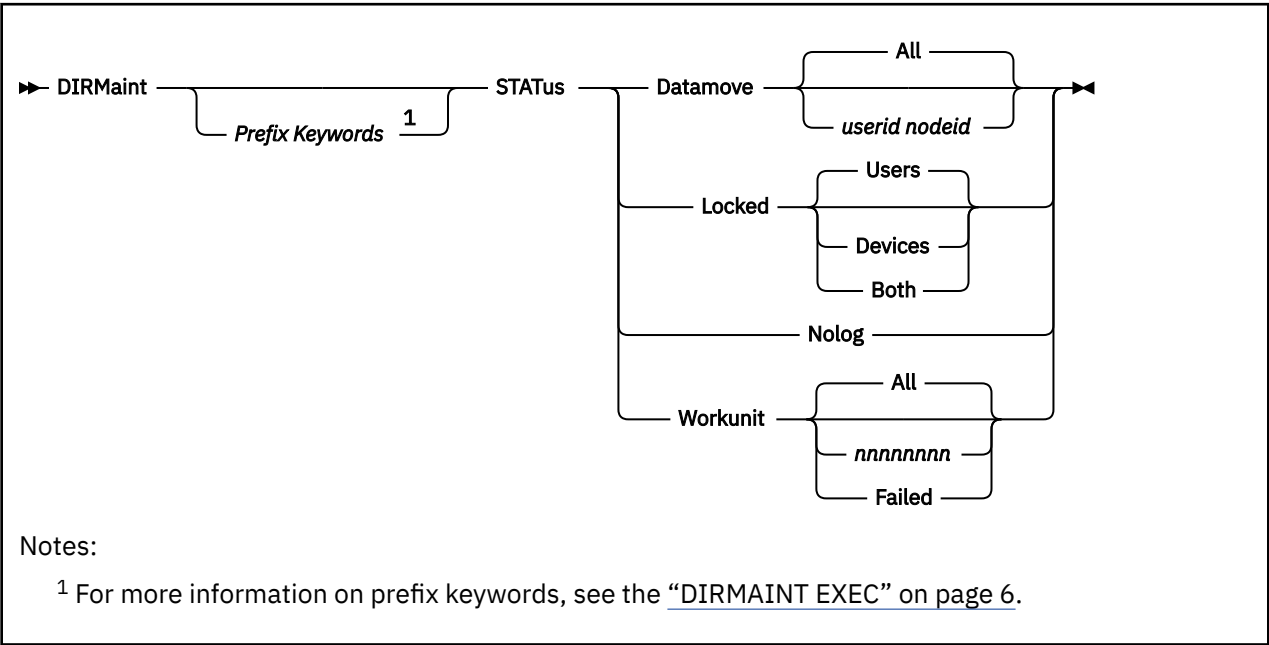 All
DIRMaint STATus Datamove
Prefix Keywords 1
userid nodeid
Users
Locked
Devices
Both
Nolog
All
Workunit
nnnnnnnn
Failed
Notes:
1 For more information on prefix keywords, see the “DIRMAINT EXEC” on page 6.